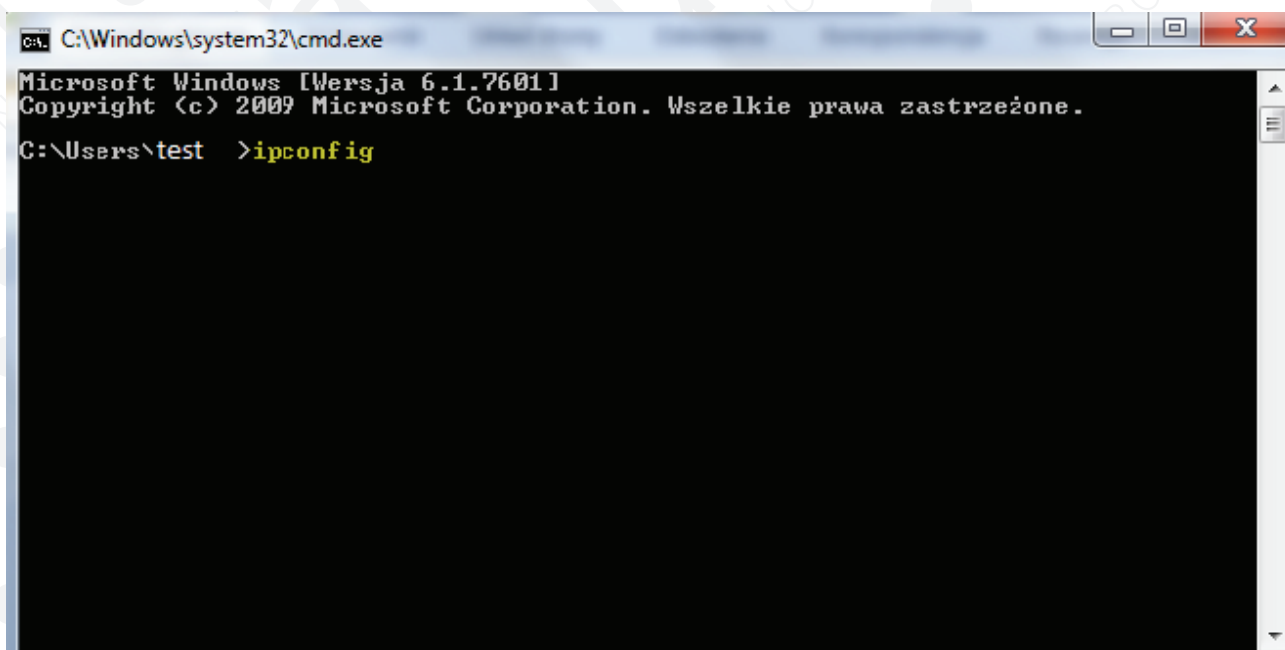 C:\Windows\system32\cmd.exe
Microsoft Windows [Wersja 6.1.7601]
Copyright (c) 2009 Microsoft Corporation. Wszelkie prawa zastrzeżone.
C:\Users\test >ipconfig